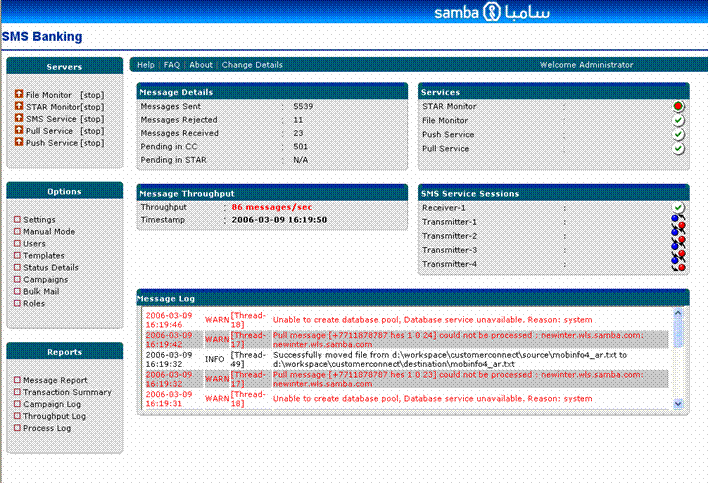 samba سامبا
SMS Banking
Servers
File Monitor [stop]
STAR Monitor[stop]
SMS Service [stop]
Pull Service [stop]
Push Service [stop]
Options
Settings
Manual Mode
Users
Templates
Status Details
Campaigns
Bulk Mail
Roles
Reports
Message Report
Transaction Summary
Campaign Log
Throughput Log
Process Log
Help | FAQ | About | Change Details
Welcome Administrator
Message Details
Messages Sent : 5539
Messages Rejected : 11
Messages Received : 23
Pending in CC : 501
Pending in STAR : N/A
Services
STAR Monitor :
File Monitor :
Push Service :
Pull Service :
Message Throughput
Throughput : 86 messages/sec
Timestamp : 2006-03-09 16:19:50
SMS Service Sessions
Receiver-1 :
Transmitter-1 :
Transmitter-2 :
Transmitter-3 :
Transmitter-4 :
Message Log
2006-03-09 16:19:46 WARN [Thread-18] Unable to create database pool, Database service unavailable. Reason: system
2006-03-09 16:19:42 WARN [Thread-17] Pull message [+7711878787 hes 1 0 24] could not be processed : newinter.wls.samba.com: newinter.wls.samba.com
2006-03-09 16:19:32 INFO [Thread-49] Successfully moved file from d:\workspace\customerconnect\source\mobinfo4_ar.txt to d:\workspace\customerconnect\destination\mobinfo4_ar.txt
2006-03-09 16:19:32 WARN [Thread-17] Pull message [+7711878787 hes 1 0 23] could not be processed : newinter.wls.samba.com: newinter.wls.samba.com
2006-03-09 16:19:31 WARN [Thread-18] Unable to create database pool, Database service unavailable. Reason: system